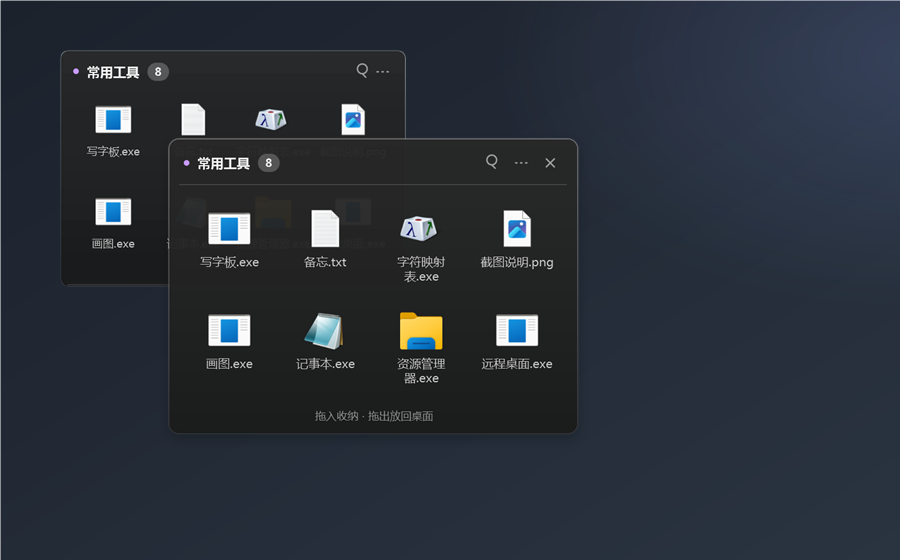 常用工具 8
写字板.exe
画图.exe
常用工具 8
写字板.exe
备忘.txt
字符映射
表.exe
截图说明.png
画图.exe
记事本.exe
资源管理
器.exe
远程桌面.exe
拖入收纳 · 拖出放回桌面